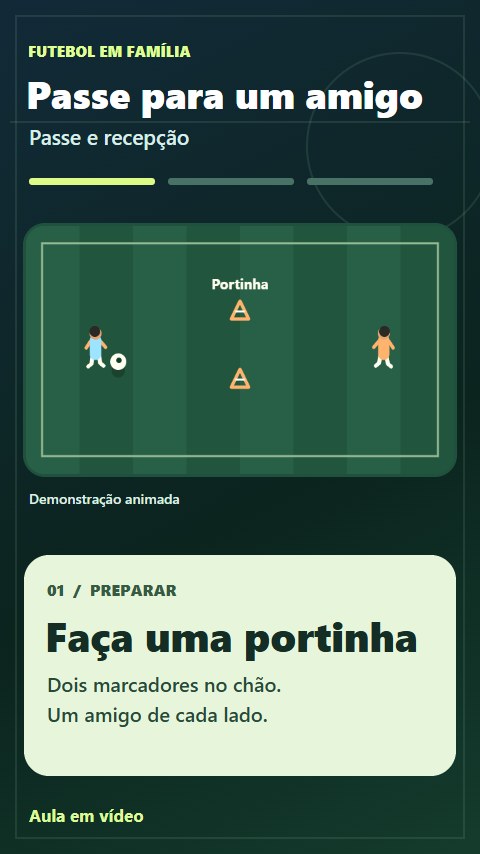 FUTEBOL EM FAMÍLIA
Passe para um amigo
Passe e recepção
Portinha
Demonstração animada
01 / PREPARAR
Faça uma portinha
Dois marcadores no chão.
Um amigo de cada lado.
Aula em vídeo